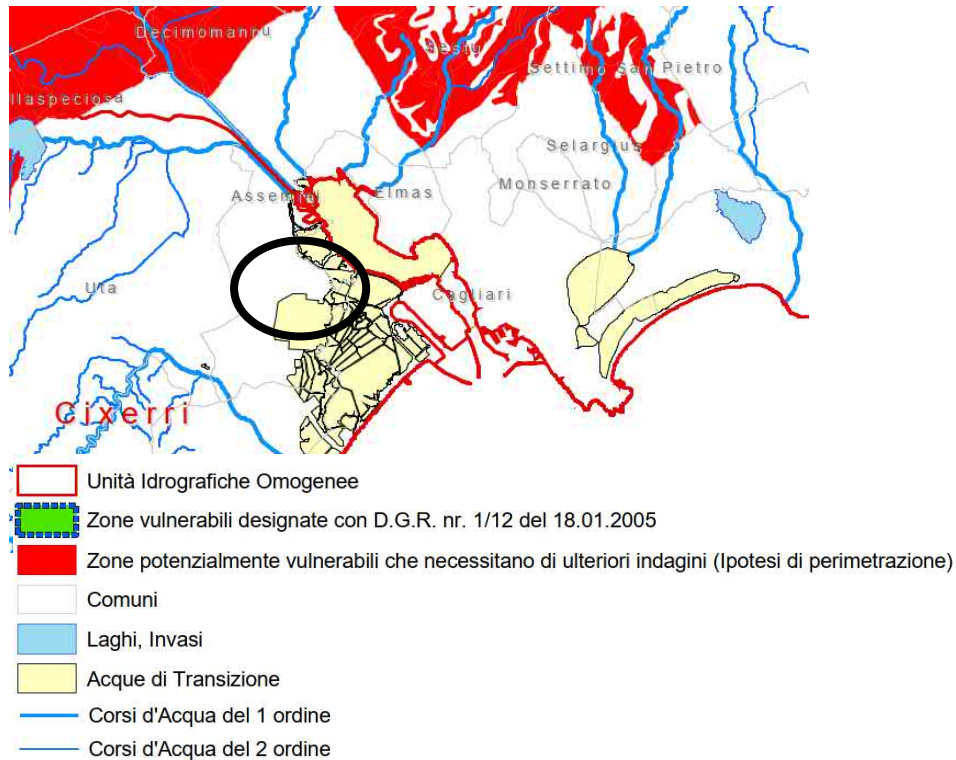 Decimomannu
Sestu
Settimo San Pietro
llaspeciosa
Selargius
Monserrato
Assemini
Elmas
Uta
Cagliari
Cixerri
Unità Idrografiche Omogenee
Zone vulnerabili designate con D.G.R. nr. 1/12 del 18.01.2005
Zone potenzialmente vulnerabili che necessitano di ulteriori indagini (Ipotesi di perimetrazione)
Comuni
Laghi, Invasi
Acque di Transizione
Corsi d'Acqua del 1 ordine
Corsi d'Acqua del 2 ordine